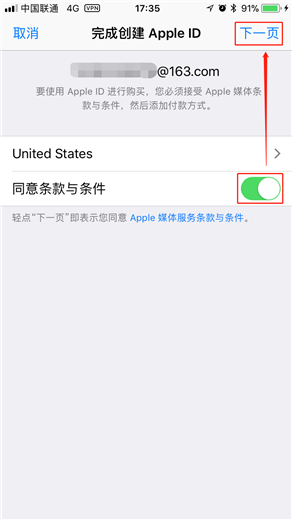 中国联通 4G VPN 17:35 91%
取消 完成创建 Apple ID 下一页
@163.com
要使用 Apple ID 进行购买，您必须接受 Apple 媒体条
款与条件，然后添加付款方式。
United States
同意条款与条件
轻点“下一页”即表示您同意 Apple 媒体服务条款与条件。